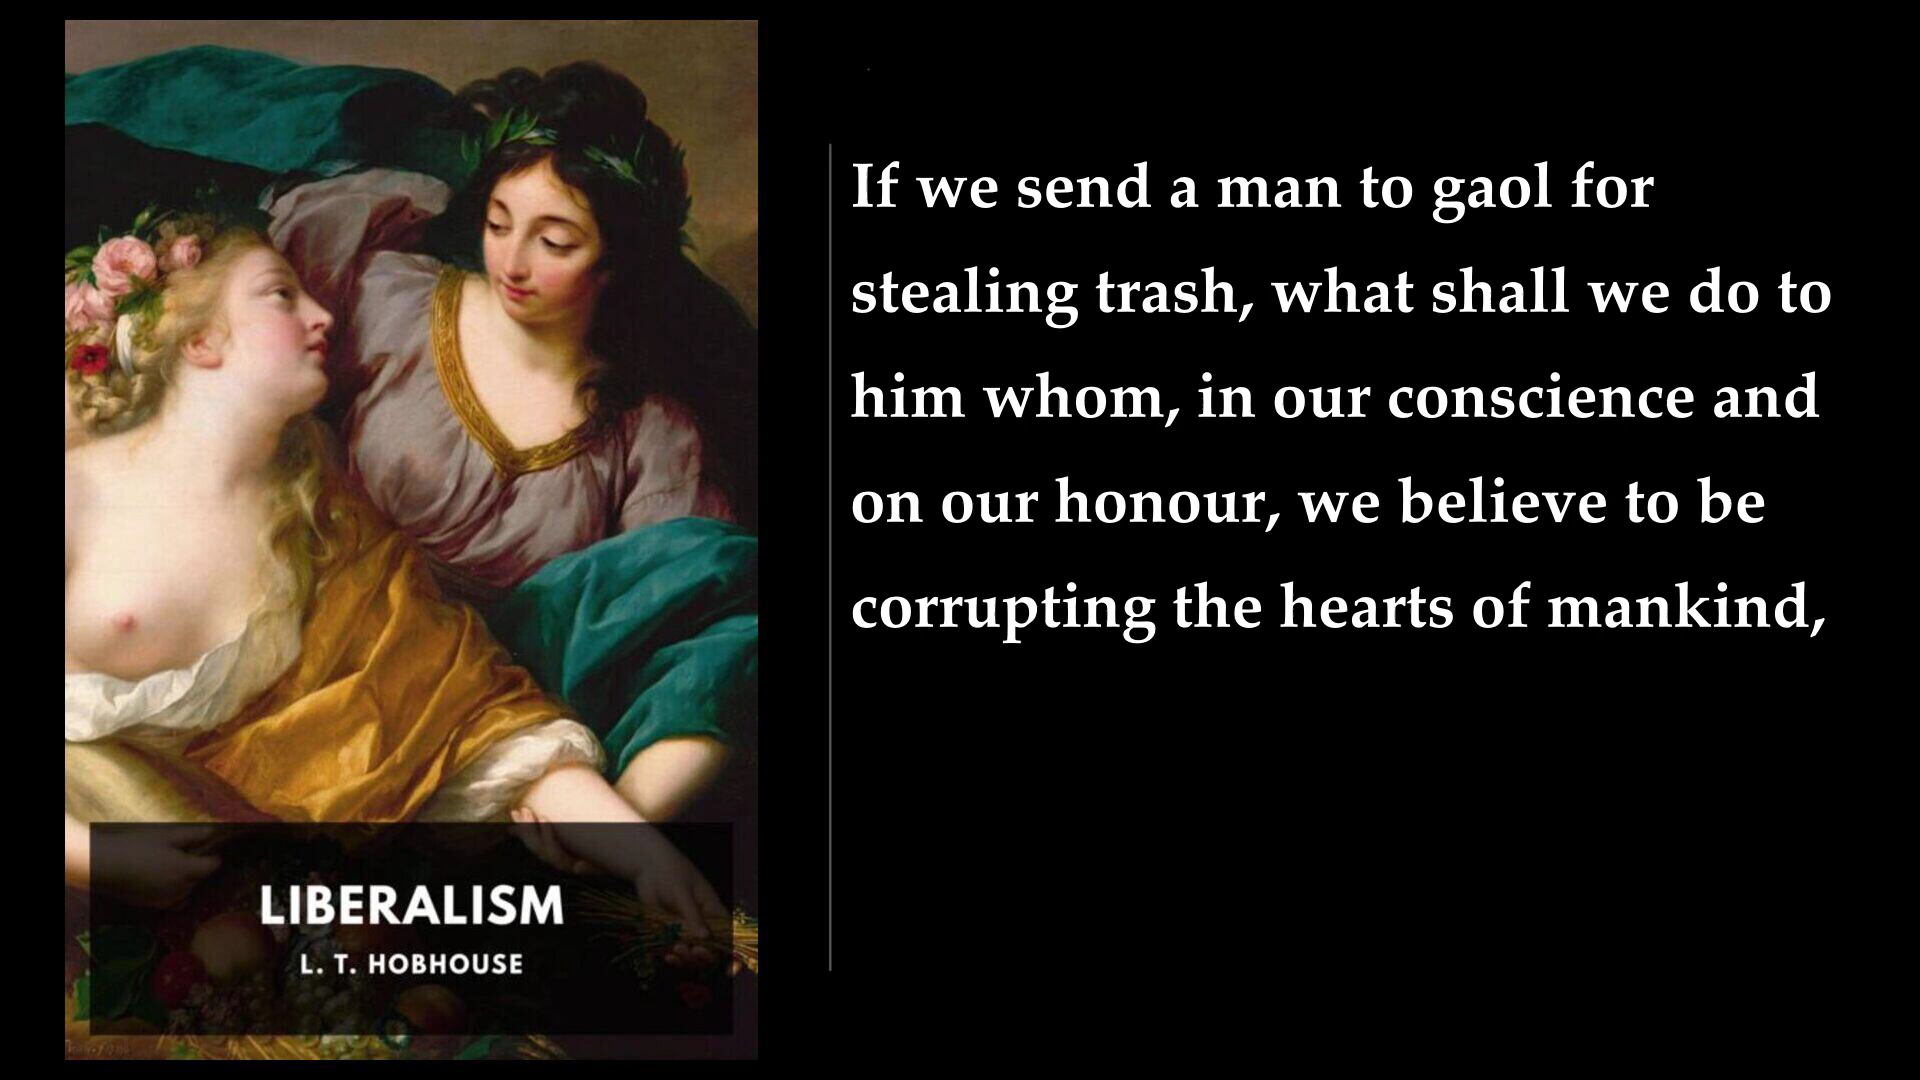 If we send a man to gaol for
stealing trash, what shall we do to
him whom, in our conscience and
on our honour, we believe to be
corrupting the hearts of mankind,
LIBERALISM
L. T. HOBHOUSE